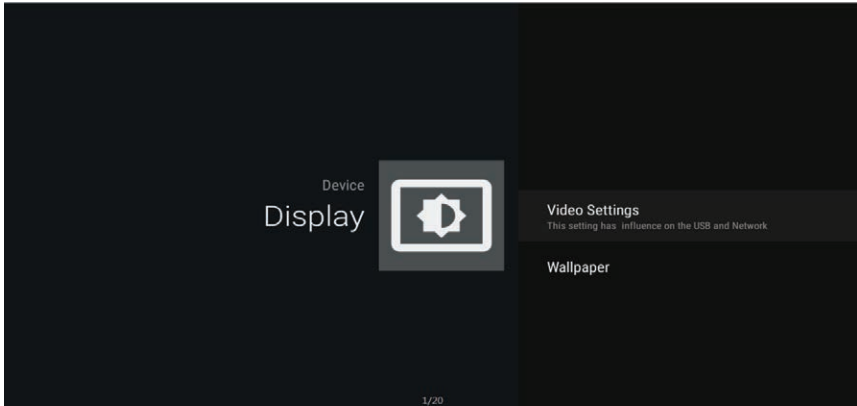 Device
Display
Video Settings
This setting has influence on the USB and Network
Wallpaper
1/20